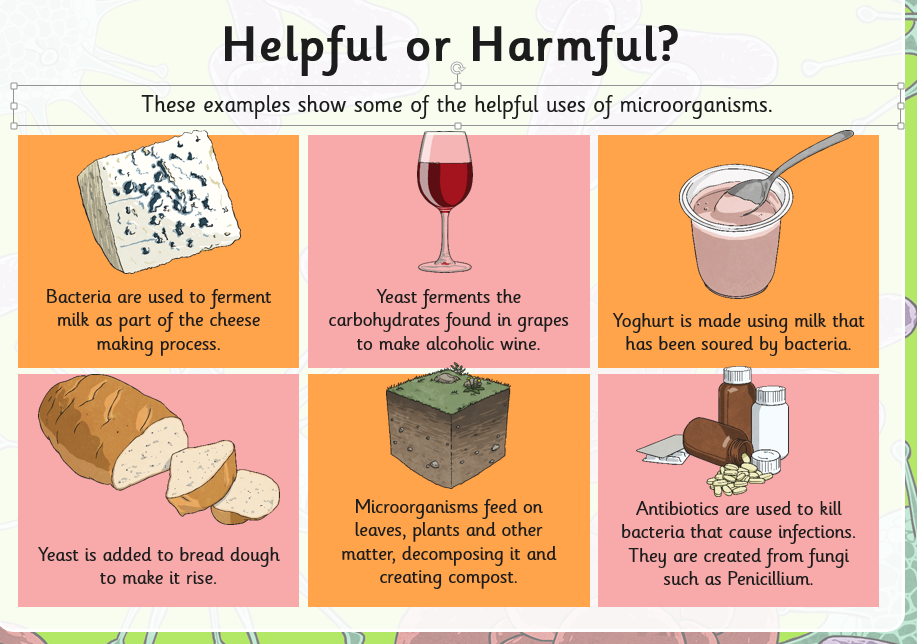 Helpful or Harmful?
These examples show some of the helpful uses of microorganisms.
Bacteria are used to ferment
milk as part of the cheese
making process.
Yeast ferments the
carbohydrates found in grapes
to make alcoholic wine.
Yoghurt is made using milk that
has been soured by bacteria.
Yeast is added to bread dough
to make it rise.
Microorganisms feed on
leaves, plants and other
matter, decomposing it and
creating compost.
Antibiotics are used to kill
bacteria that cause infections.
They are created from fungi
such as Penicillium.